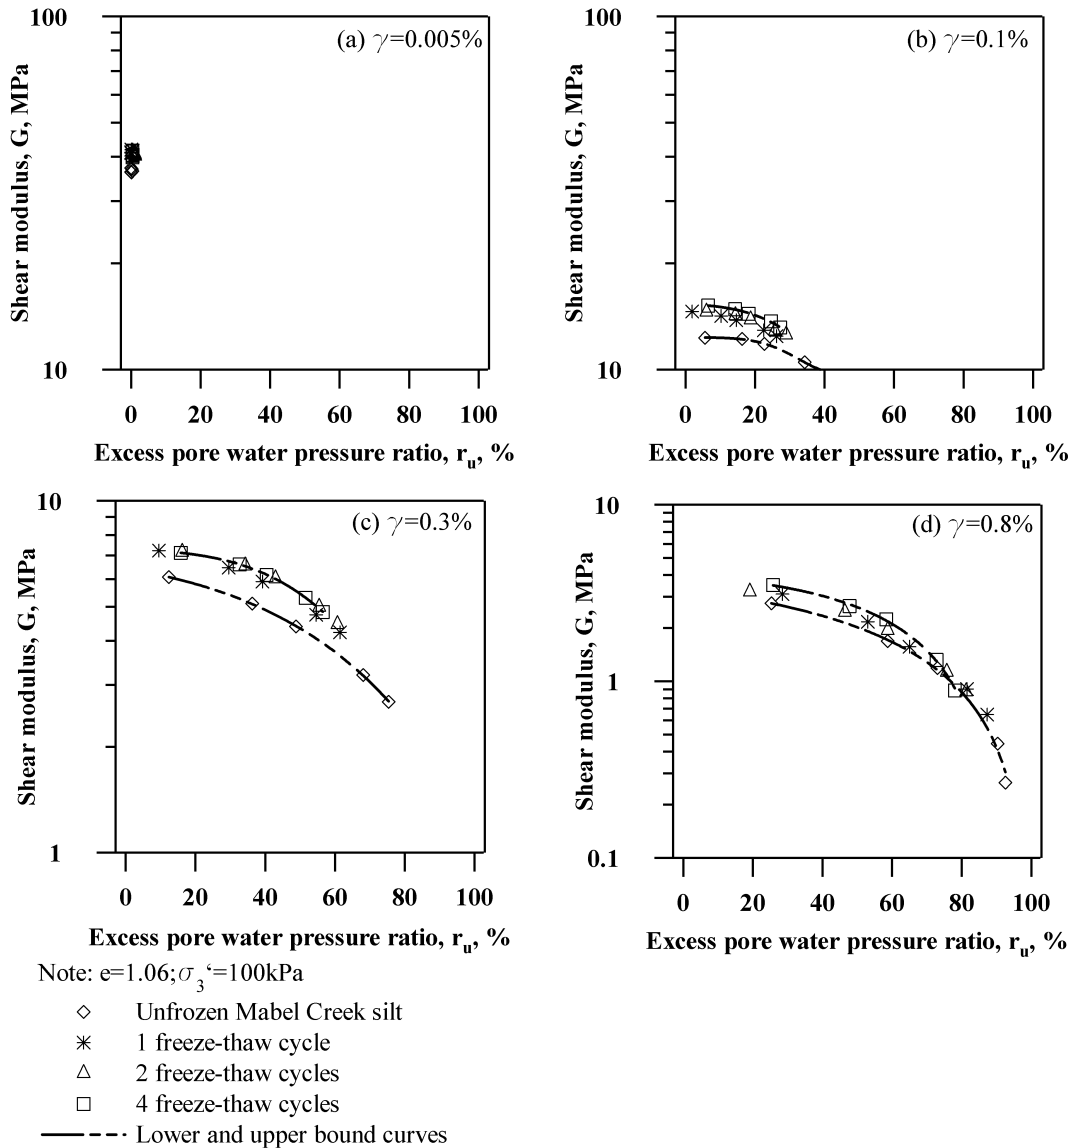 100
10
Shear modulus, G, MPa
(a) γ=0.005%
0 20 40 60 80 100
Excess pore water pressure ratio, rᵤ, %
100
10
Shear modulus, G, MPa
(b) γ=0.1%
0 20 40 60 80 100
Excess pore water pressure ratio, rᵤ, %
10
1
Shear modulus, G, MPa
(c) γ=0.3%
0 20 40 60 80 100
Excess pore water pressure ratio, rᵤ, %
10
1
0.1
Shear modulus, G, MPa
(d) γ=0.8%
0 20 40 60 80 100
Excess pore water pressure ratio, rᵤ, %
Note: e=1.06;σ₃‘=100kPa
Unfrozen Mabel Creek silt
1 freeze-thaw cycle
2 freeze-thaw cycles
4 freeze-thaw cycles
Lower and upper bound curves